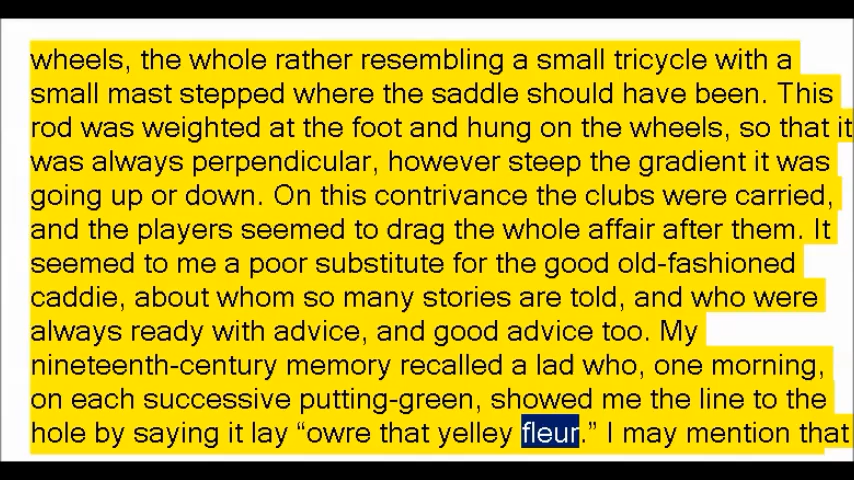 wheels, the whole rather resembling a small tricycle with a
small mast stepped where the saddle should have been. This
rod was weighted at the foot and hung on the wheels, so that it
was always perpendicular, however steep the gradient it was
going up or down. On this contrivance the clubs were carried,
and the players seemed to drag the whole affair after them. It
seemed to me a poor substitute for the good old-fashioned
caddie, about whom so many stories are told, and who were
always ready with advice, and good advice too. My
nineteenth-century memory recalled a lad who, one morning,
on each successive putting-green, showed me the line to the
hole by saying it lay “owre that yelley fleur.” I may mention that